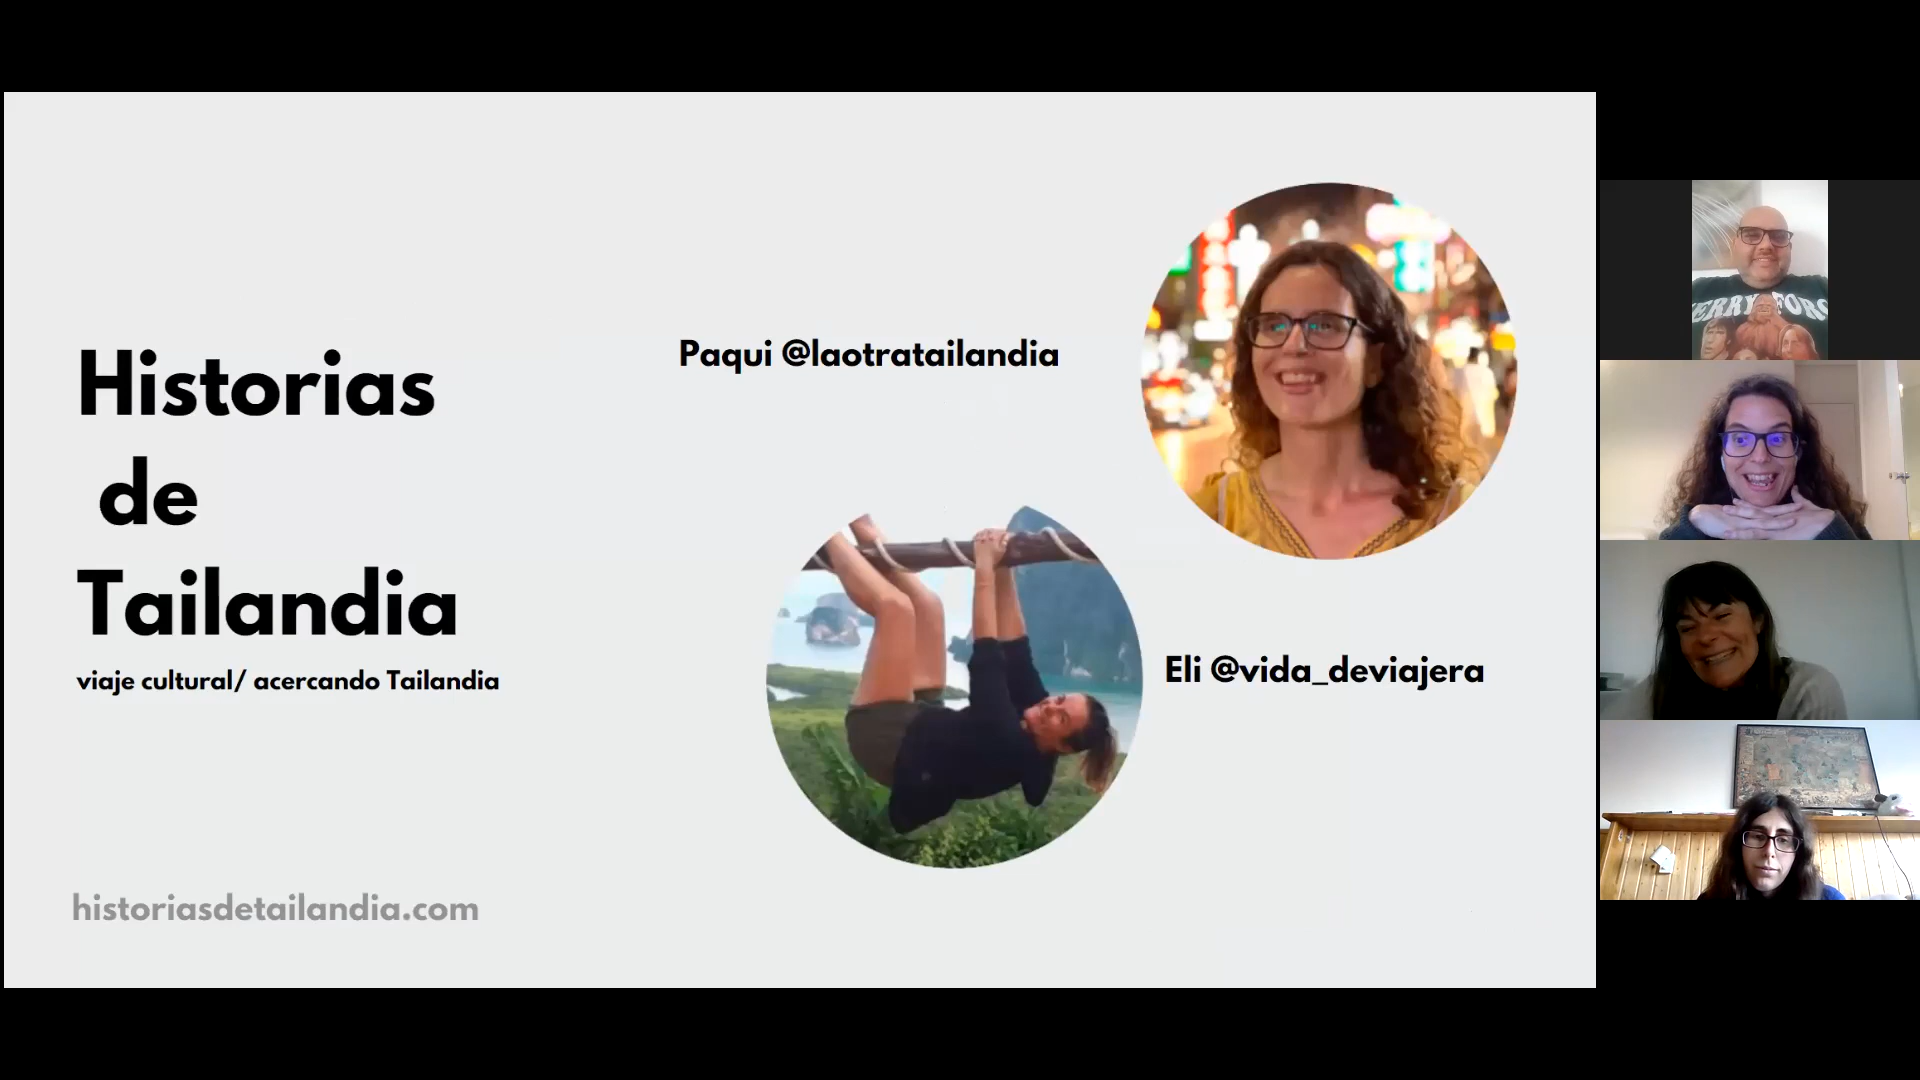 Historias
de
Tailandia
viaje cultural/ acercando Tailandia
historiasdetailandia.com
Paqui @laotratailandia
Eli @vida_deviajera